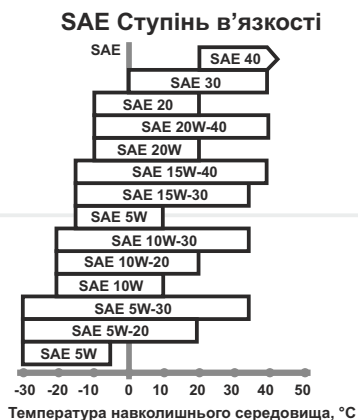 SAE Ступінь в’язкості
SAE
SAE 40
SAE 30
SAE 20
SAE 20W-40
SAE 20W
SAE 15W-40
SAE 15W-30
SAE 5W
SAE 10W-30
SAE 10W-20
SAE 10W
SAE 5W-30
SAE 5W-20
SAE 5W
-30 -20 -10 0 10 20 30 40 50
Температура навколишнього середовища, °С